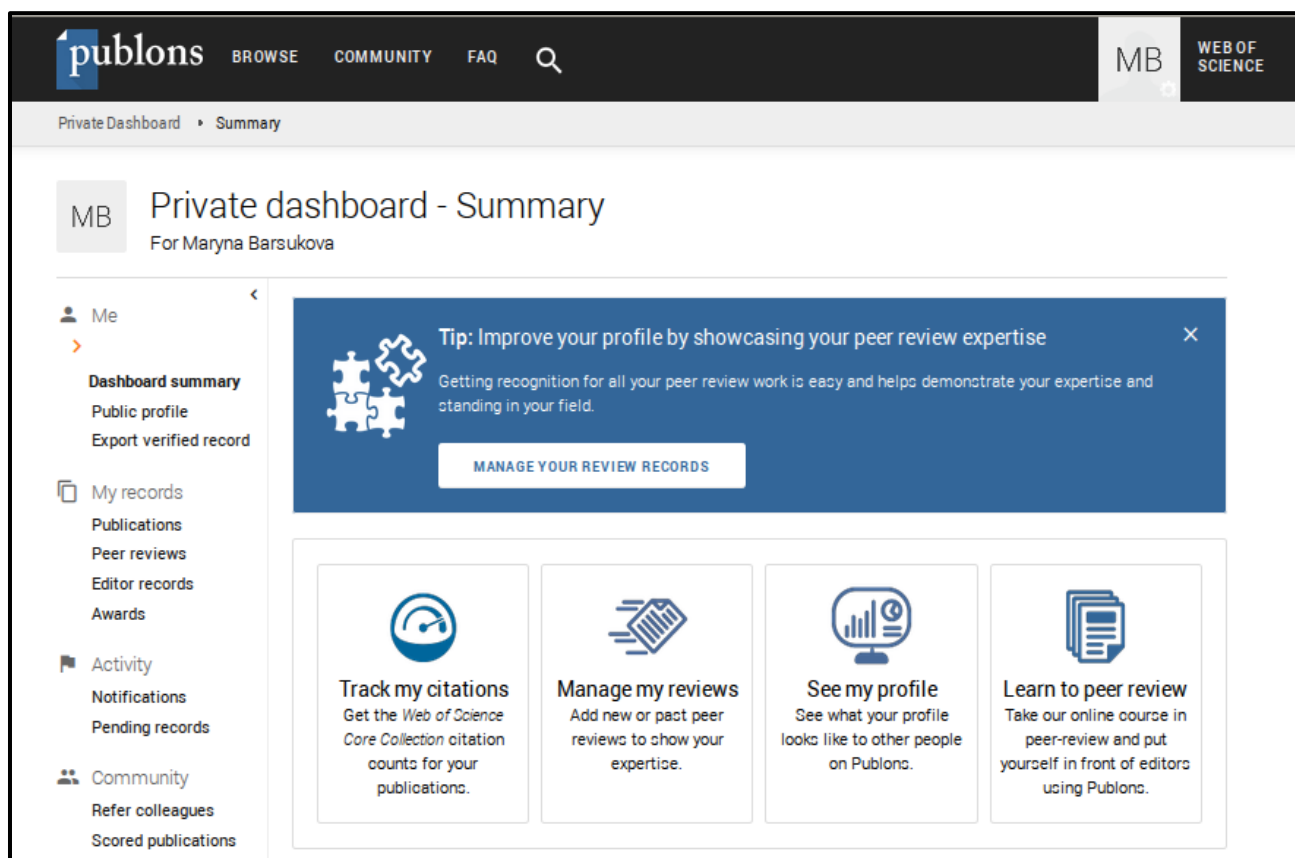 publons BROWSE COMMUNITY FAQ MB WEB OF
SCIENCE
Private Dashboard ‣ Summary
MB
Private dashboard - Summary
For Maryna Barsukova
Me
Dashboard summary
Public profile
Export verified record
My records
Publications
Peer reviews
Editor records
Awards
Activity
Notifications
Pending records
Community
Refer colleagues
Scored publications
Tip: Improve your profile by showcasing your peer review expertise
Getting recognition for all your peer review work is easy and helps demonstrate your expertise and
standing in your field.
MANAGE YOUR REVIEW RECORDS
Track my citations
Get the Web of Science
Core Collection citation
counts for your
publications.
Manage my reviews
Add new or past peer
reviews to show your
expertise.
See my profile
See what your profile
looks like to other people
on Publons.
Learn to peer review
Take our online course in
peer-review and put
yourself in front of editors
using Publons.